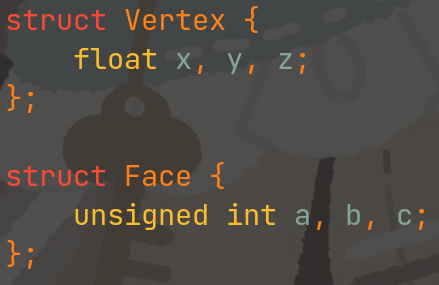 struct Vertex {
    float x, y, z;
};

struct Face {
    unsigned int a, b, c;
};